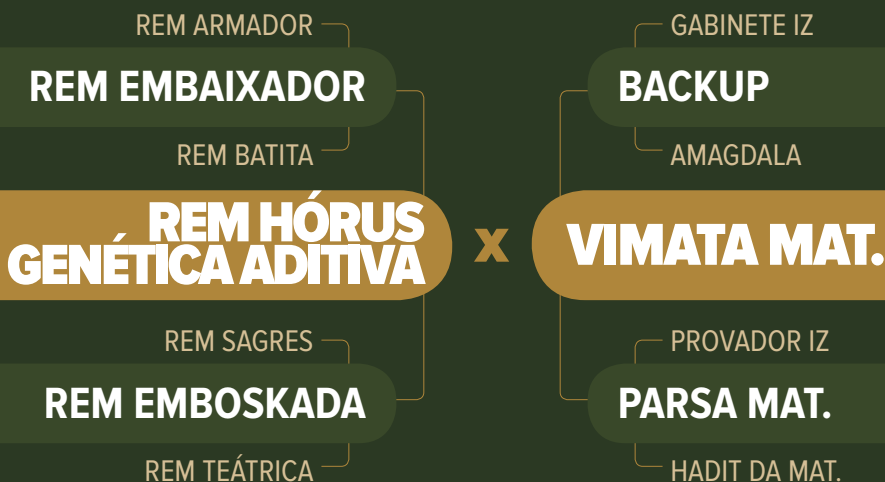 REM ARMADOR
REM EMBAIXADOR
REM BATITA
REM HÓRUS
GENÉTICA ADITIVA
REM SAGRES
REM EMBOSKADA
REM TEÁTRICA
X
GABINETE IZ
BACKUP
AMAGDALA
VIMATA MAT.
PROVADOR IZ
PARSA MAT.
HADIT DA MAT.